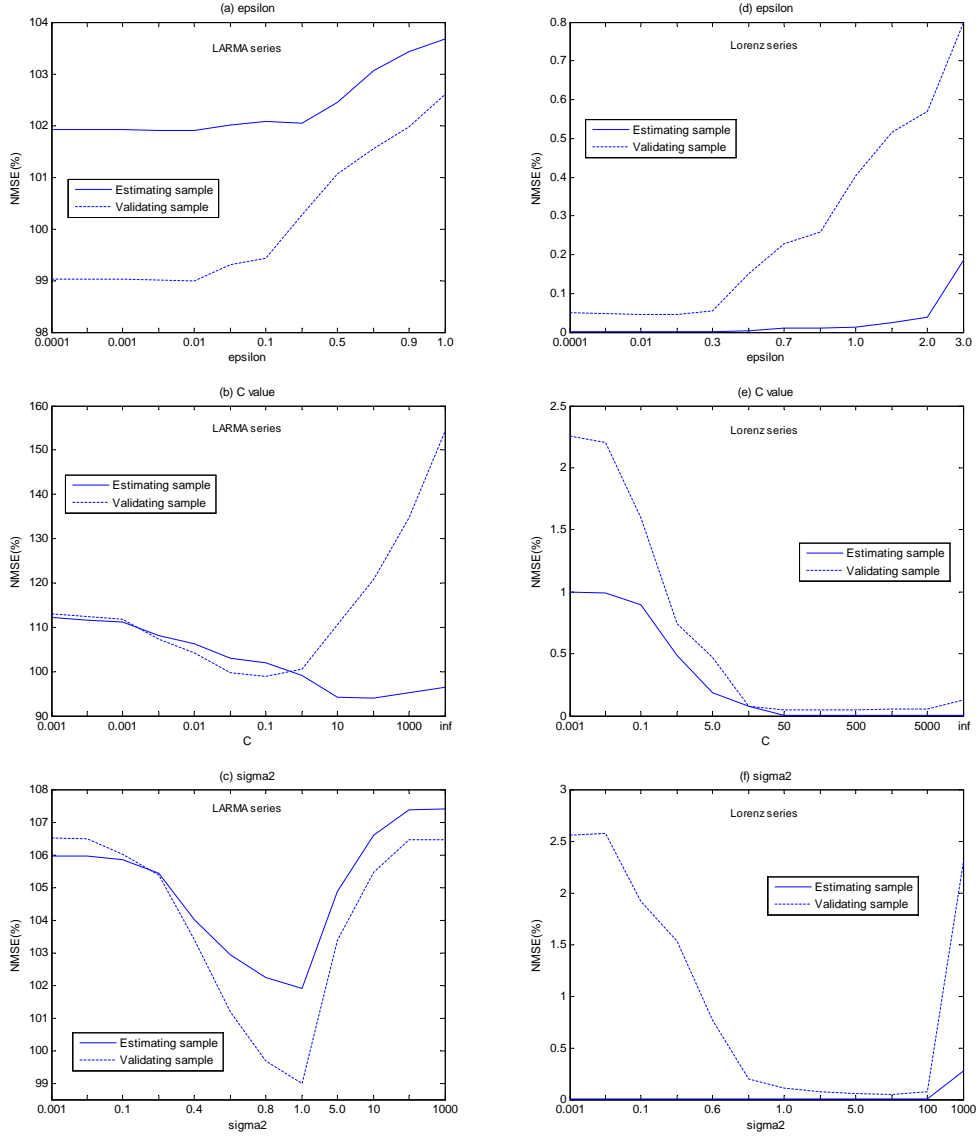 (a) epsilon
LARMA series
NMSE(%)
104
103
102
101
100
99
98
Estimating sample
Validating sample
0.0001 0.001 0.01 0.1 0.5 0.9 1.0
epsilon
(d) epsilon
Lorenz series
NMSE(%)
0.8
0.7
0.6
0.5
0.4
0.3
0.2
0.1
0
Estimating sample
Validating sample
0.0001 0.01 0.3 0.7 1.0 2.0 3.0
epsilon
(b) C value
LARMA series
NMSE(%)
160
150
140
130
120
110
100
90
Estimating sample
Validating sample
0.001 0.001 0.01 0.1 10 1000 inf
C
(e) C value
Lorenz series
NMSE(%)
2.5
2
1.5
1
0.5
0
Estimating sample
Validating sample
0.001 0.1 5.0 50 500 5000 inf
C
(c) sigma2
LARMA series
NMSE(%)
108
107
106
105
104
103
102
101
100
99
Estimating sample
Validating sample
0.001 0.1 0.4 0.8 1.0 5.0 10 1000
sigma2
(f) sigma2
Lorenz series
NMSE(%)
3
2.5
2
1.5
1
0.5
0
Estimating sample
Validating sample
0.001 0.1 0.6 1.0 5.0 100 1000
sigma2